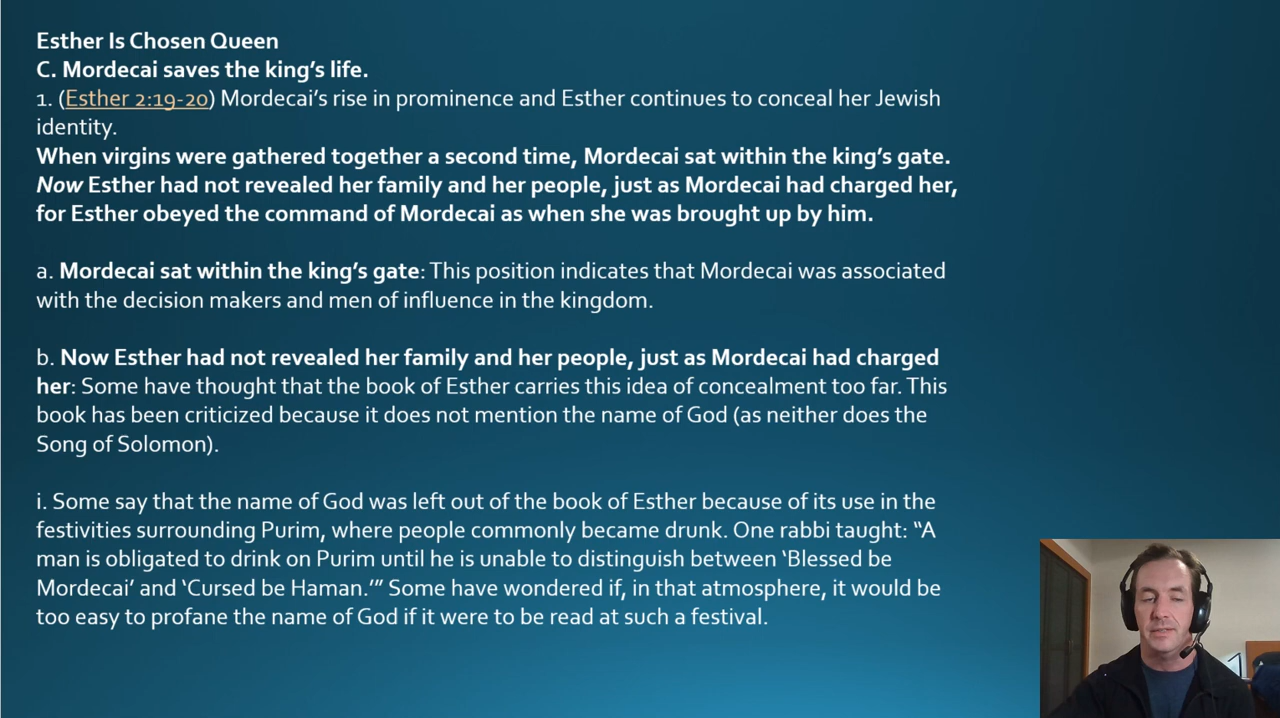 Esther Is Chosen Queen
C. Mordecai saves the king’s life.
1. (Esther 2:19-20) Mordecai’s rise in prominence and Esther continues to conceal her Jewish
identity.
When virgins were gathered together a second time, Mordecai sat within the king’s gate.
Now Esther had not revealed her family and her people, just as Mordecai had charged her,
for Esther obeyed the command of Mordecai as when she was brought up by him.
a. Mordecai sat within the king’s gate: This position indicates that Mordecai was associated
with the decision makers and men of influence in the kingdom.
b. Now Esther had not revealed her family and her people, just as Mordecai had charged
her: Some have thought that the book of Esther carries this idea of concealment too far. This
book has been criticized because it does not mention the name of God (as neither does the
Song of Solomon).
i. Some say that the name of God was left out of the book of Esther because of its use in the
festivities surrounding Purim, where people commonly became drunk. One rabbi taught: “A
man is obligated to drink on Purim until he is unable to distinguish between ‘Blessed be
Mordecai’ and ‘Cursed be Haman.’” Some have wondered if, in that atmosphere, it would be
too easy to profane the name of God if it were to be read at such a festival.